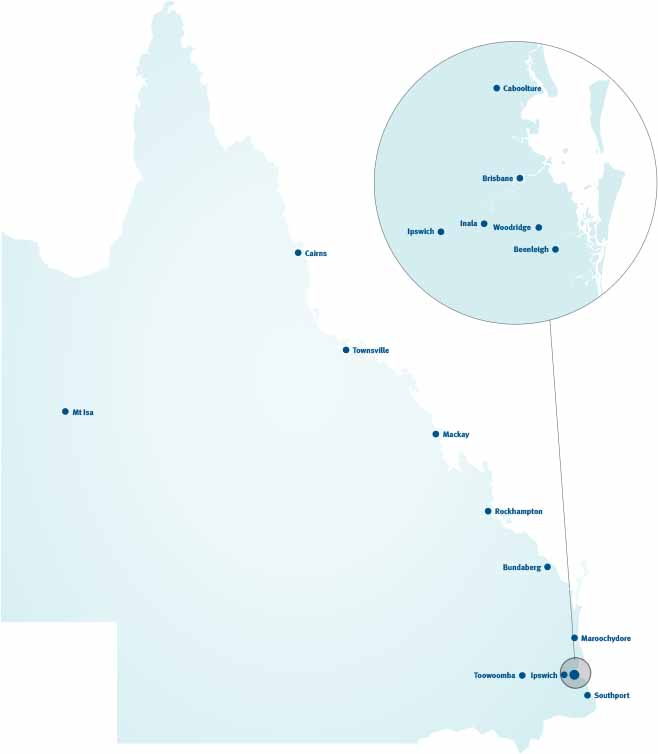 Caboolture
Brisbane
Inala
Woodridge
Ipswich
Beenleigh
Cairns
Townsville
Mt Isa
Mackay
Rockhampton
Bundaberg
Maroochydore
Toowoomba
Ipswich
Southport